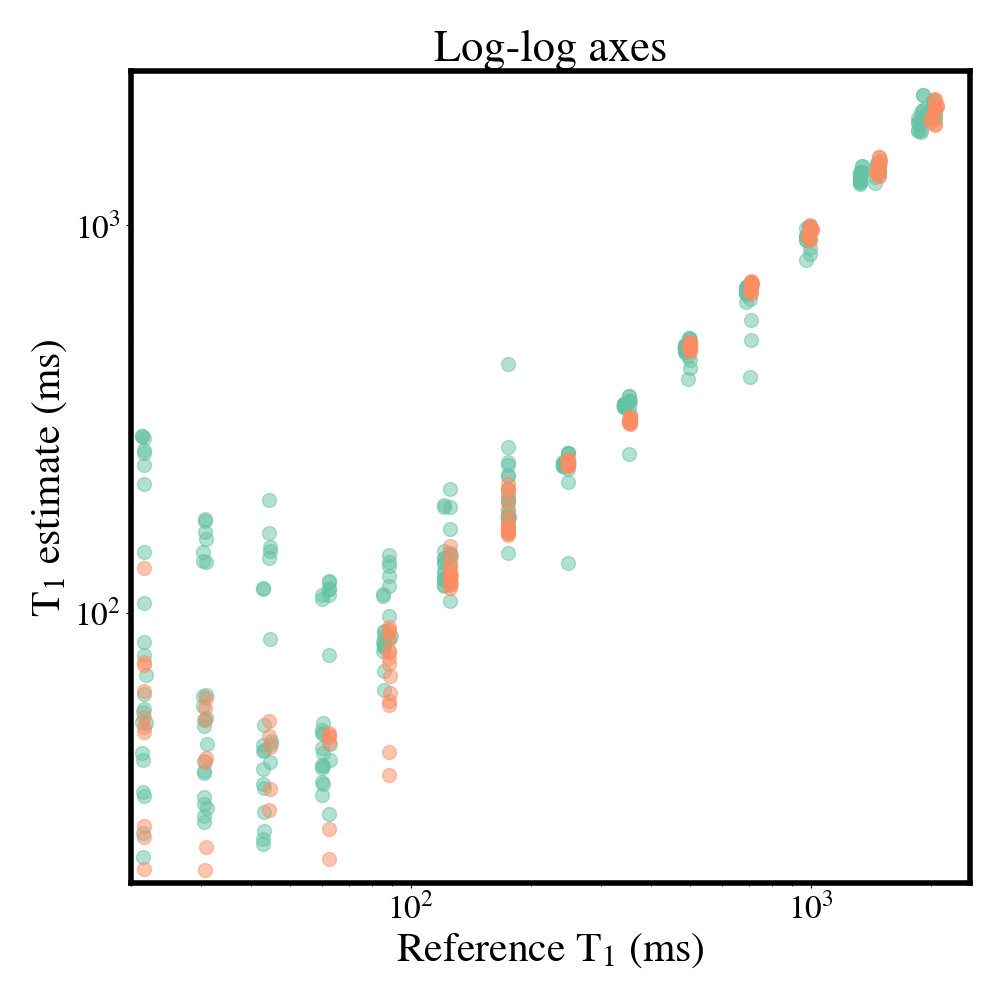 Log-log axes
T₁ estimate (ms)
10³
10²
10²
10³
Reference T₁ (ms)